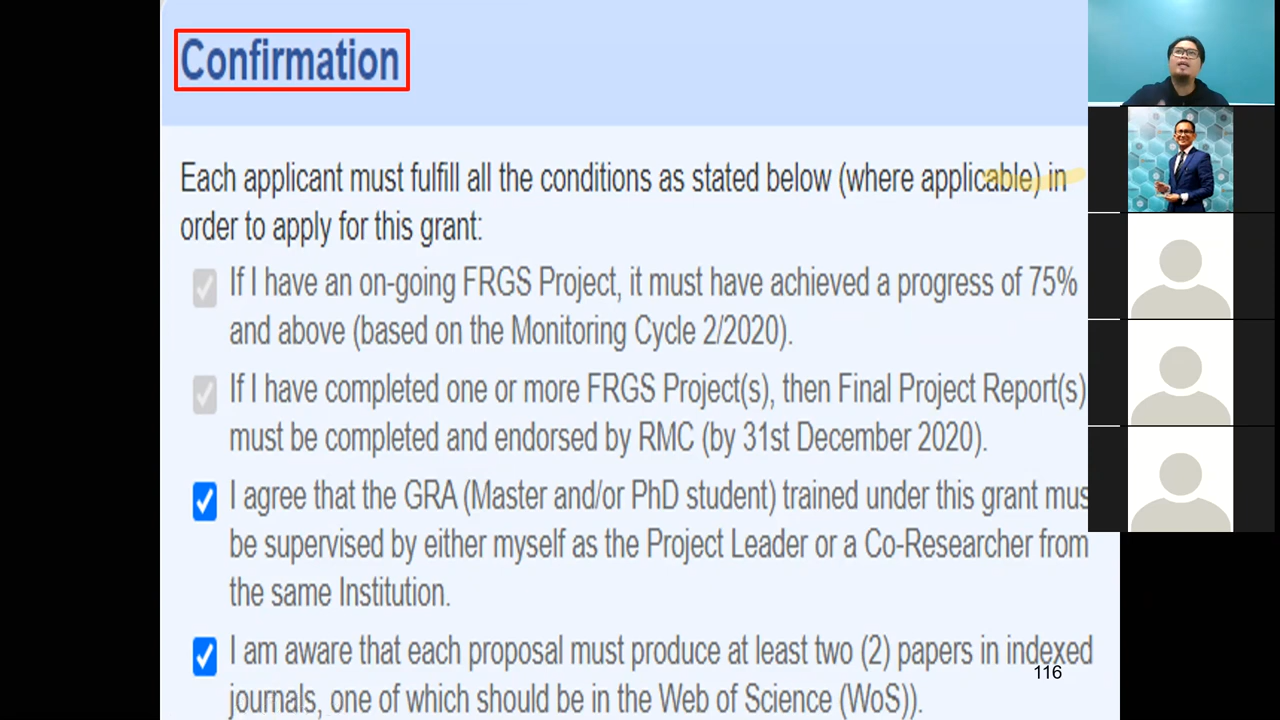 Confirmation
Each applicant must fulfill all the conditions as stated below (where applicable) in
order to apply for this grant:
If I have an on-going FRGS Project, it must have achieved a progress of 75%
and above (based on the Monitoring Cycle 2/2020).
If I have completed one or more FRGS Project(s), then Final Project Report(s)
must be completed and endorsed by RMC (by 31st December 2020).
I agree that the GRA (Master and/or PhD student) trained under this grant mus
be supervised by either myself as the Project Leader or a Co-Researcher from
the same Institution.
I am aware that each proposal must produce at least two (2) papers in indexed
journals, one of which should be in the Web of Science (WoS)).
116